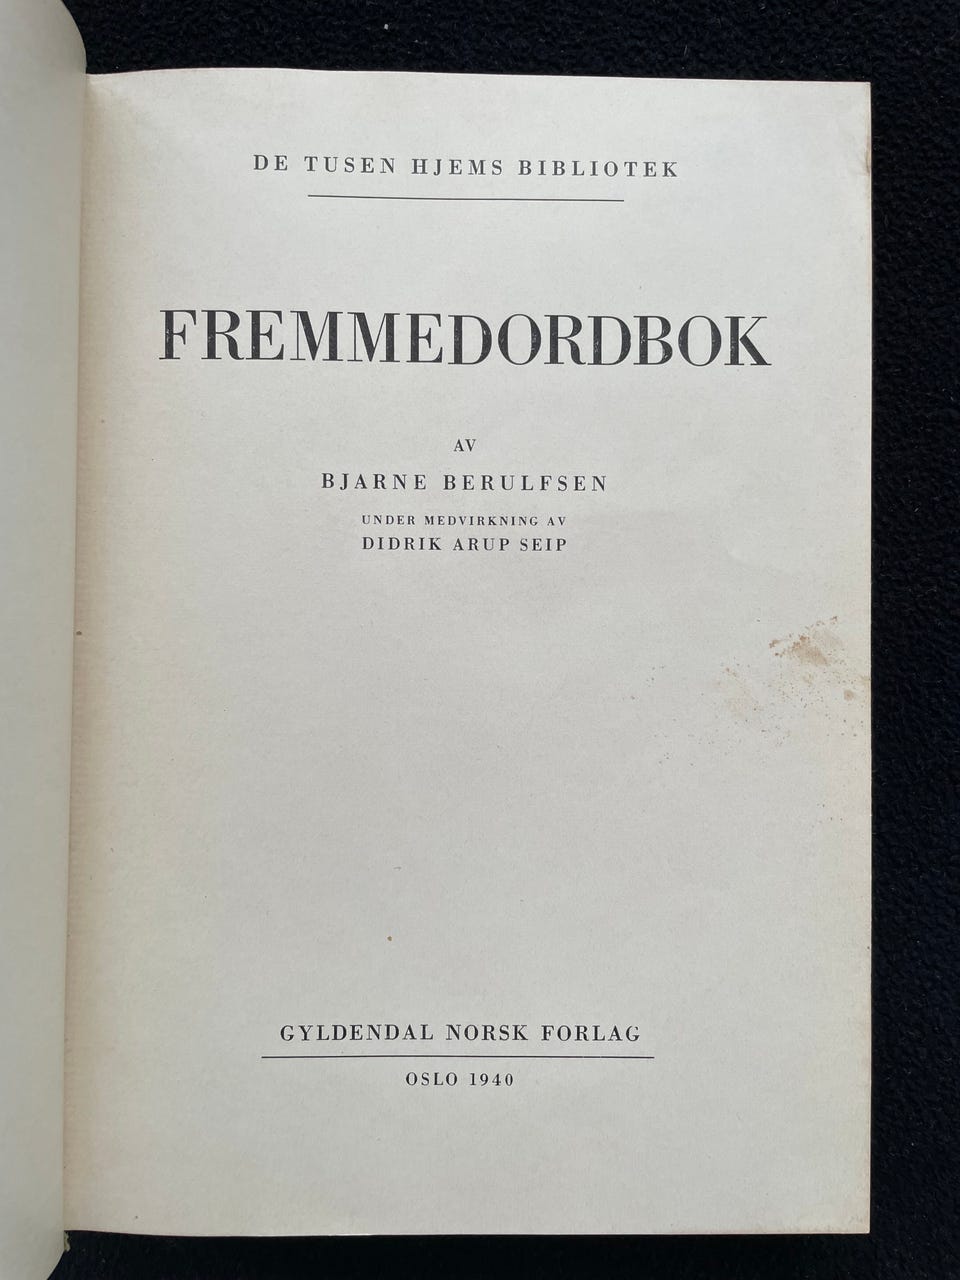 DE TUSEN HJEMS BIBLIOTEK
FREMMEDORDBOK
AV
BJARNE BERULFSEN
UNDER MEDVIRKNING AV
DIDRIK ARUP SEIP
GYLDENDAL NORSK FORLAG
OSLO 1940